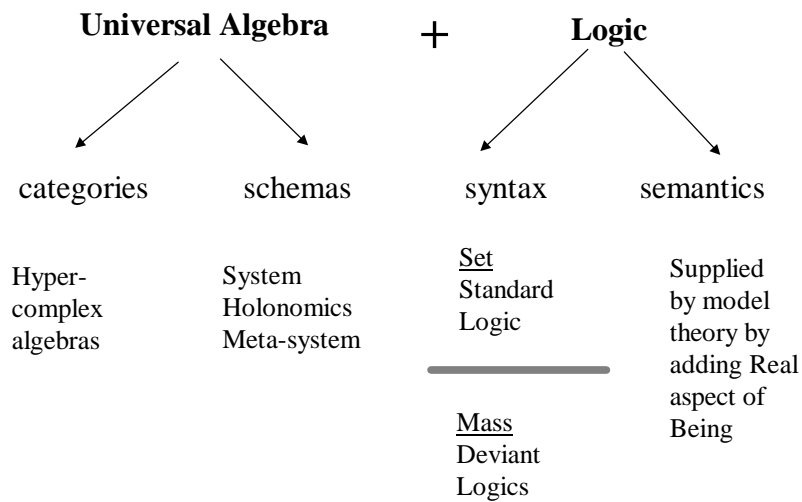 Universal Algebra + Logic
categories schemas syntax semantics
Hyper-
complex
algebras
System
Holonomics
Meta-system
Set
Standard
Logic
Mass
Deviant
Logics
Supplied
by model
theory by
adding Real
aspect of
Being